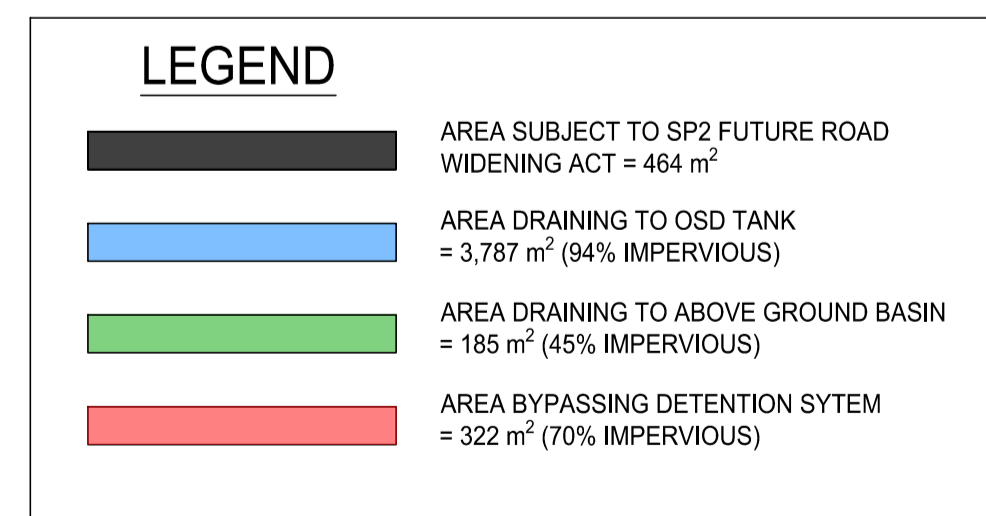 LEGEND
AREA SUBJECT TO SP2 FUTURE ROAD
WIDENING ACT = 464 m²
AREA DRAINING TO OSD TANK
= 3,787 m² (94% IMPERVIOUS)
AREA DRAINING TO ABOVE GROUND BASIN
= 185 m² (45% IMPERVIOUS)
AREA BYPASSING DETENTION SYTEM
= 322 m² (70% IMPERVIOUS)